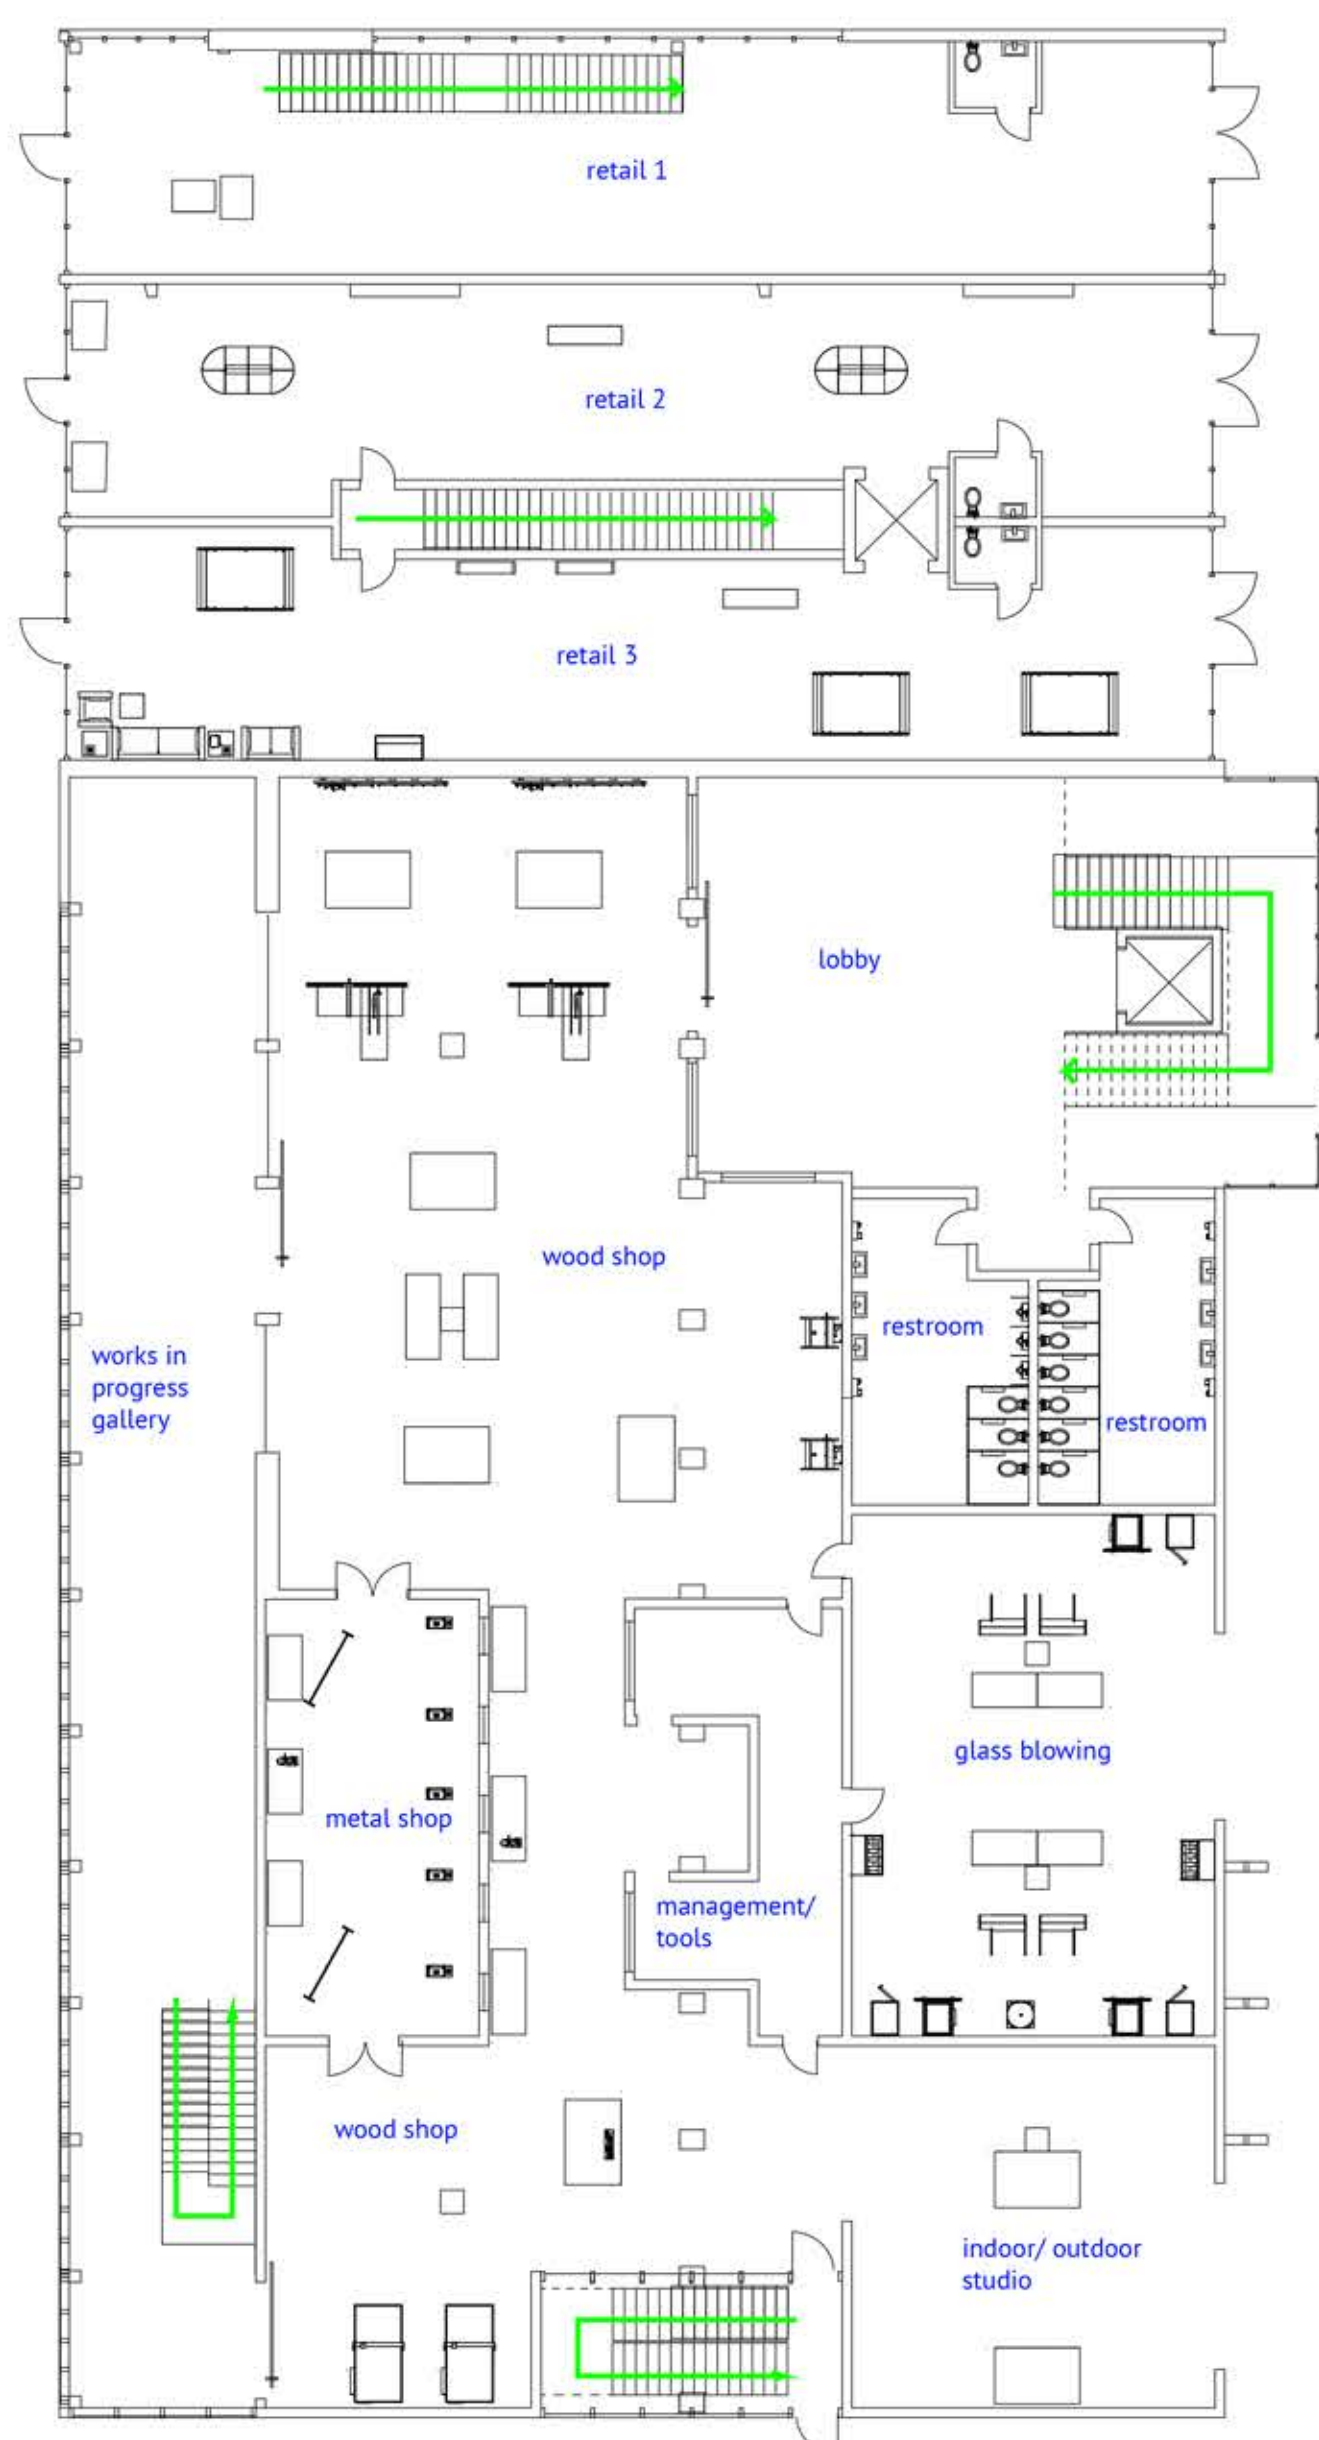 retail 1
retail 2
retail 3
lobby
wood shop
works in
progress
gallery
restroom
restroom
glass blowing
metal shop
management/
tools
wood shop
indoor/ outdoor
studio